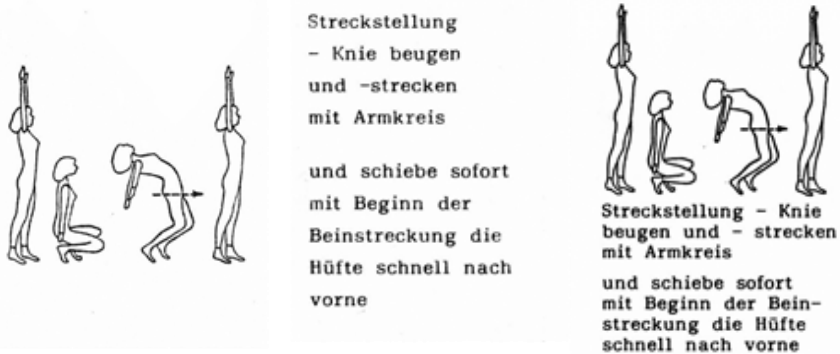 Streckstellung
- Knie beugen
und -strecken
mit Armkreis
und schiebe sofort
mit Beginn der
Beinstreckung die
Hüfte schnell nach
vorne
Streckstellung - Knie
beugen und - strecken
mit Armkreis
und schiebe sofort
mit Beginn der Bein-
streckung die Hüfte
schnell nach vorne